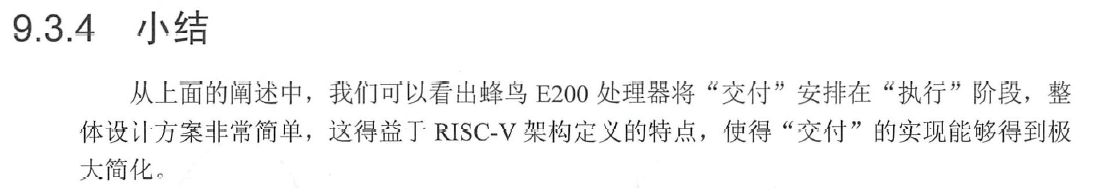 9.3.4 小结
从上面的阐述中，我们可以看出蜂鸟 E200 处理器将“交付”安排在“执行”阶段，整
体设计方案非常简单，这得益于 RISC-V 架构定义的特点，使得“交付”的实现能够得到极
大简化。